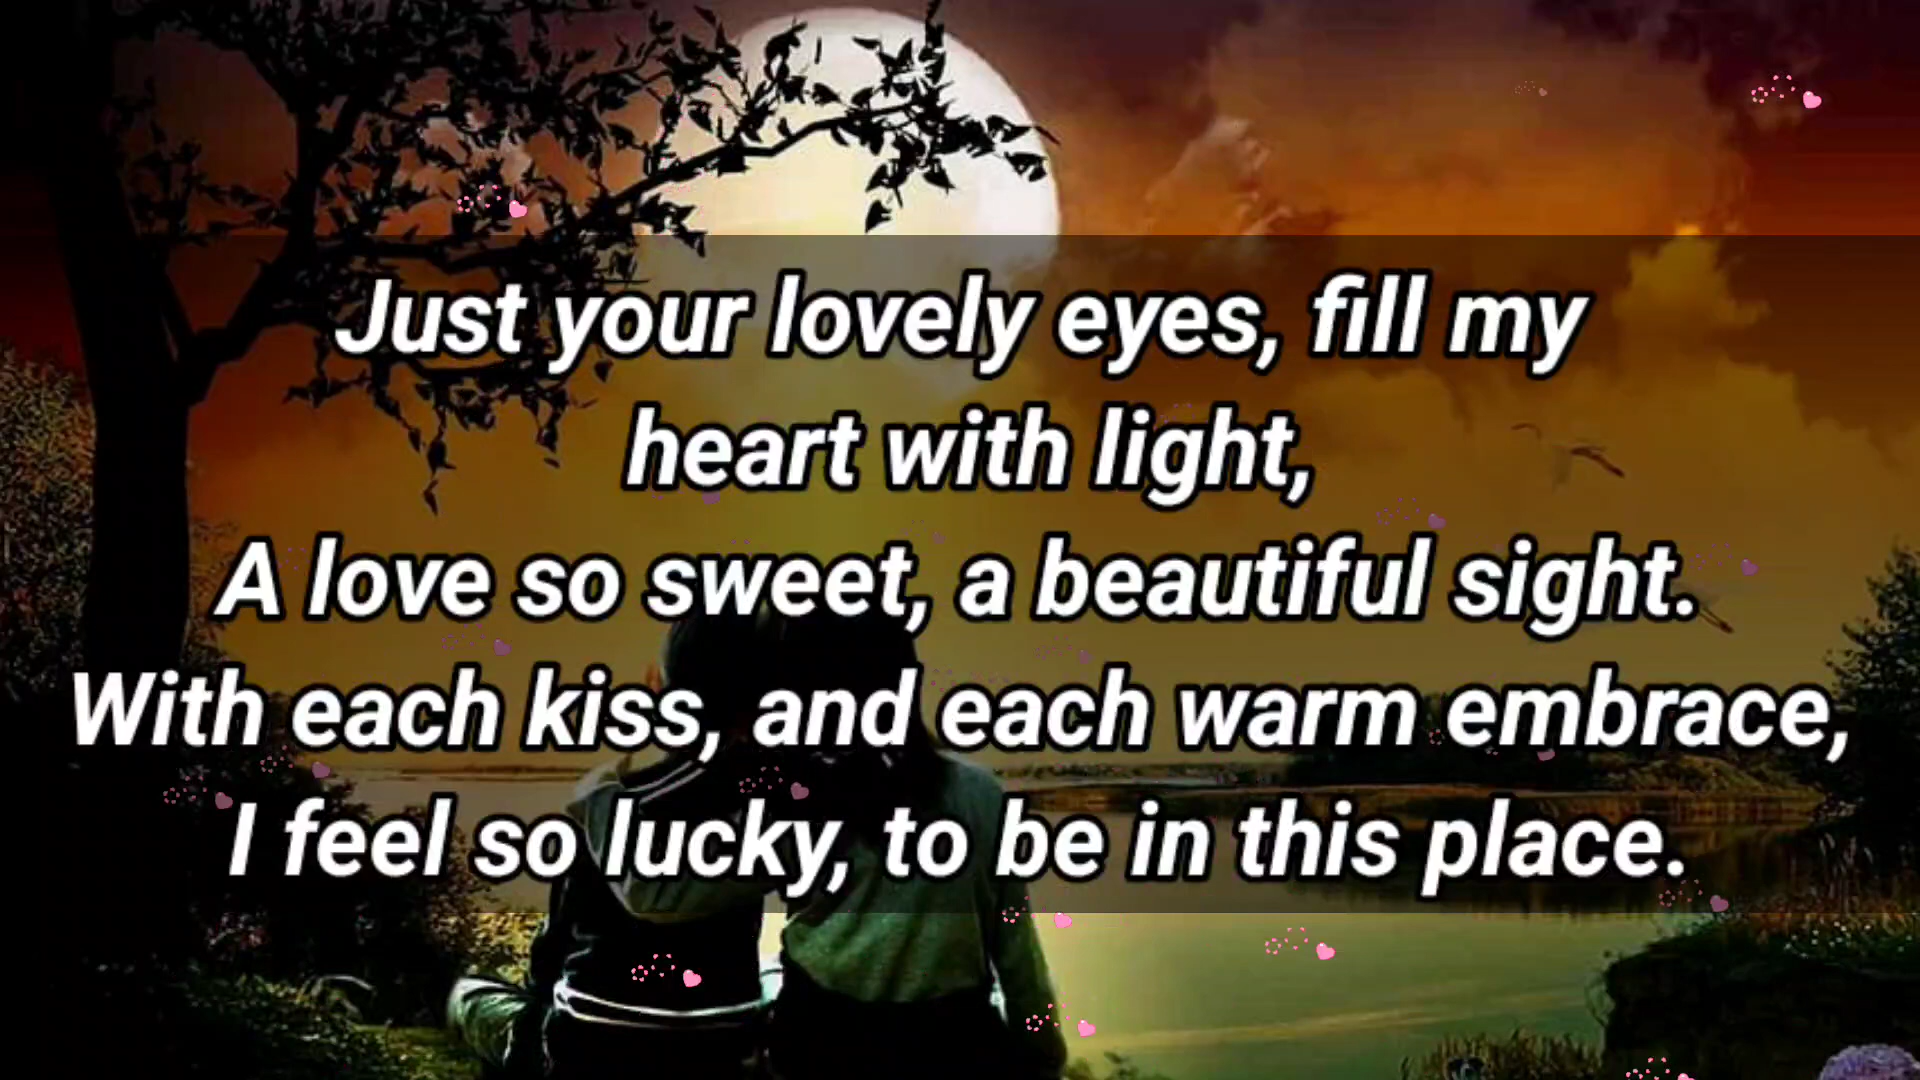 Just your lovely eyes, fill my
heart with light,
A love so sweet, a beautiful sight.
With each kiss, and each warm embrace,
I feel so lucky, to be in this place.